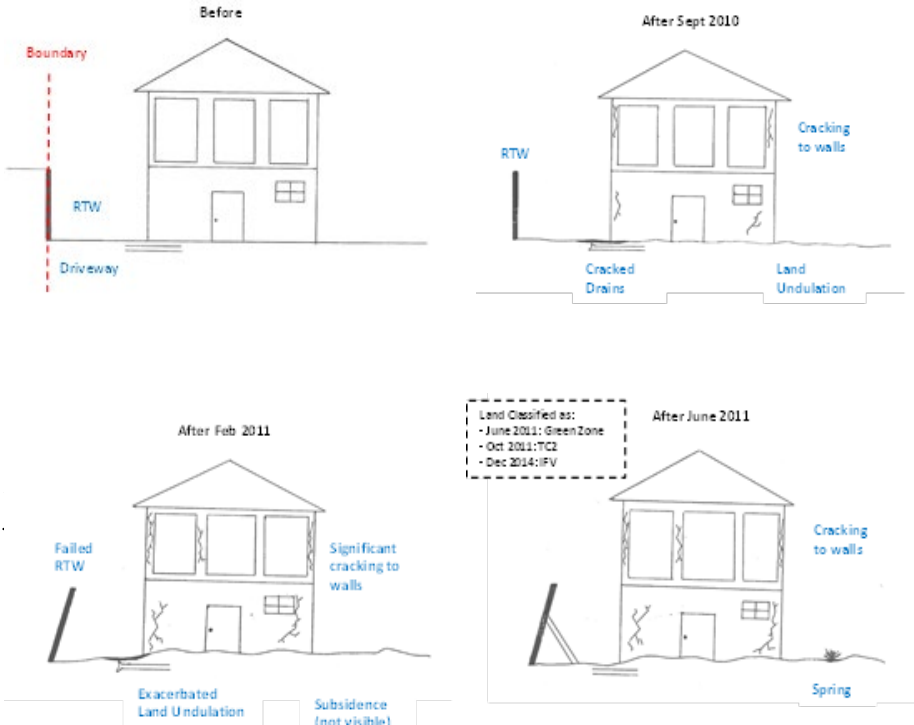 Before
Boundary
RTW
Driveway
After Sept 2010
RTW
Cracking
to walls
Cracked
Drains
Land
Undulation
After Feb 2011
Failed
RTW
Significant
cracking to
walls
Exacerbated
Land Undulation
Subsidence
(not visible)
Land Classified as:
- June 2011: Green Zone
- Oct 2011: TC2
- Dec 2014: IFV
After June 2011
Cracking
to walls
Spring